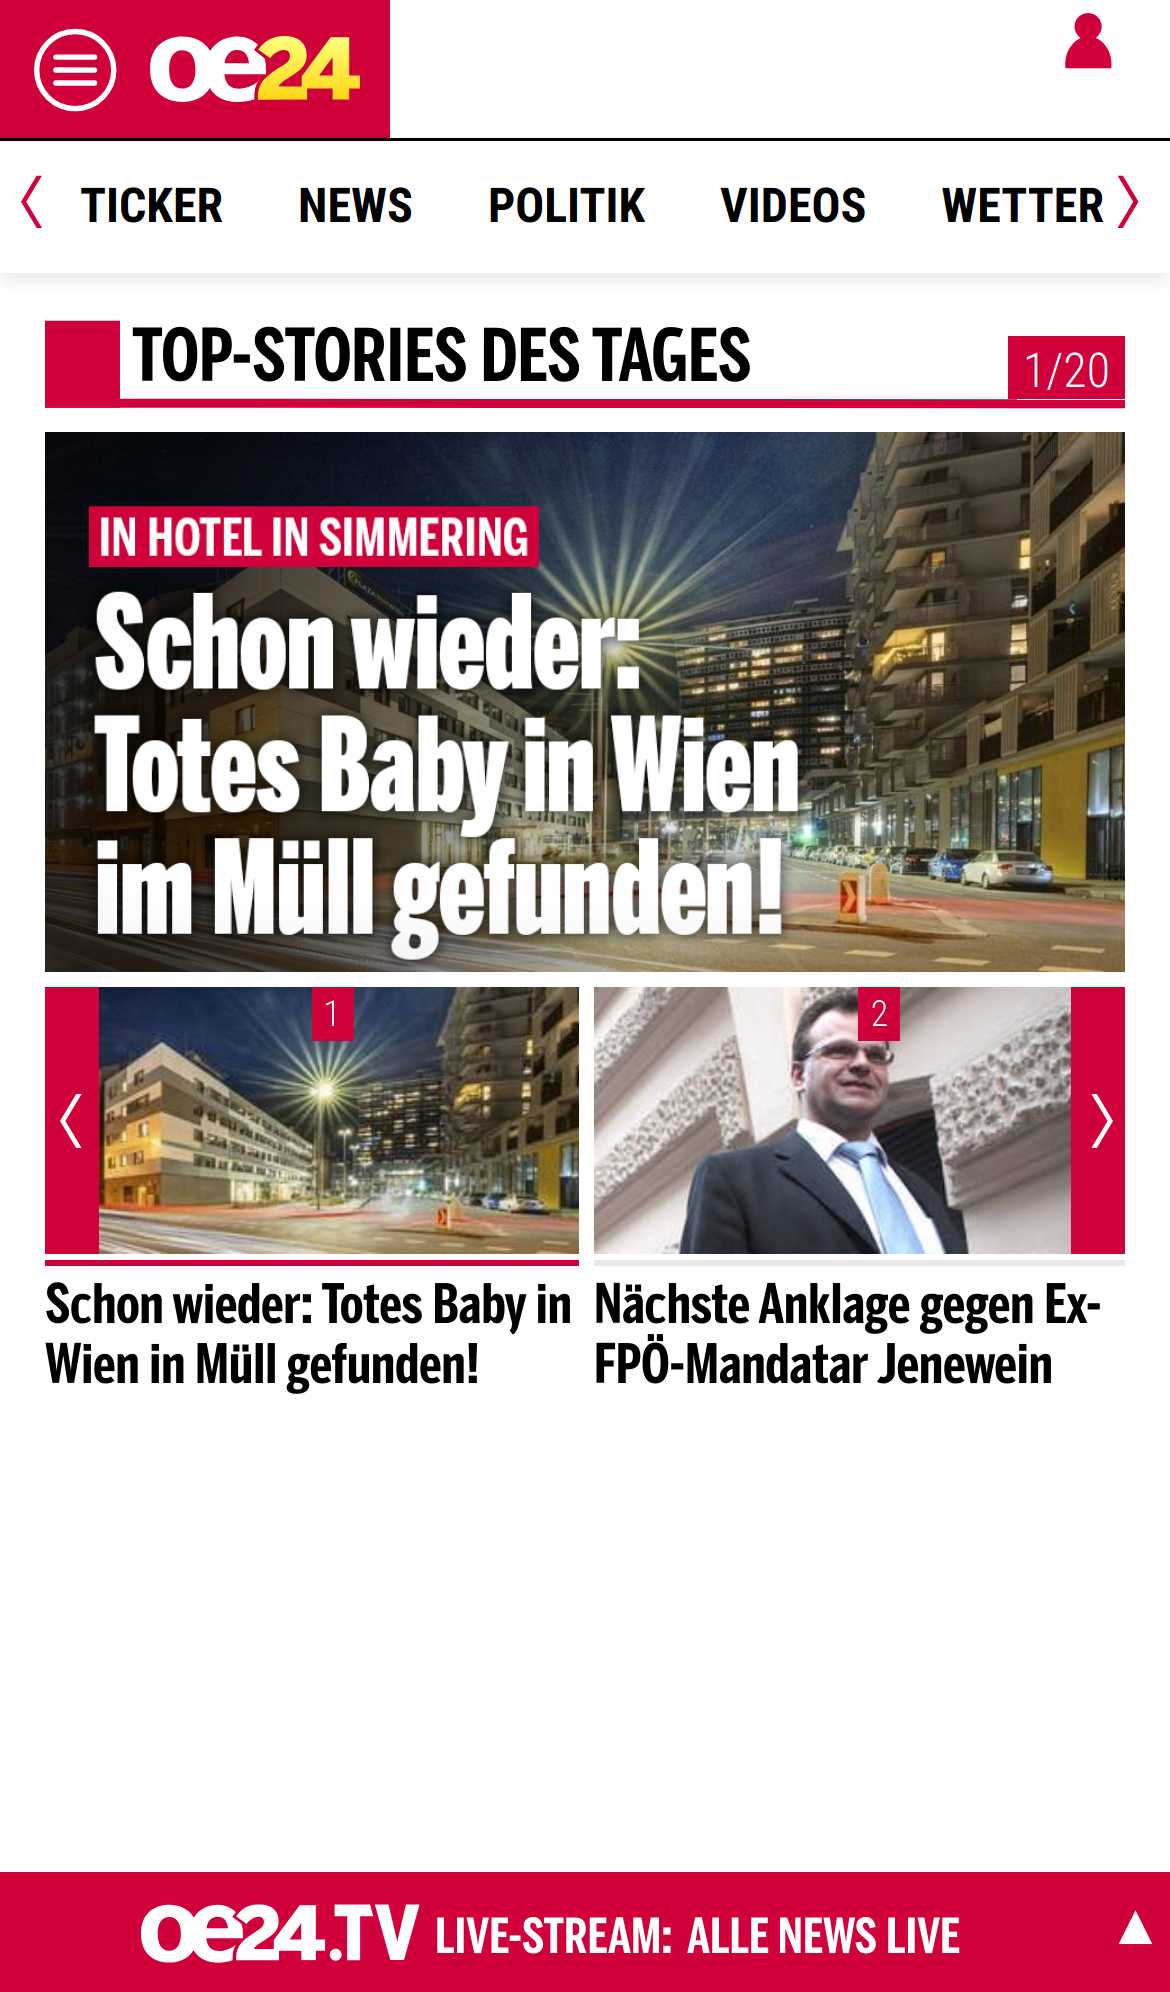 oe24
TICKER NEWS POLITIK VIDEOS WETTER
TOP-STORIES DES TAGES
1/20
IN HOTEL IN SIMMERING
Schon wieder:
Totes Baby in Wien
im Müll gefunden!
1
2
Schon wieder: Totes Baby in
Wien in Müll gefunden!
Nächste Anklage gegen Ex-
FPÖ-Mandatar Jenewein
oe24.TV LIVE-STREAM: ALLE NEWS LIVE